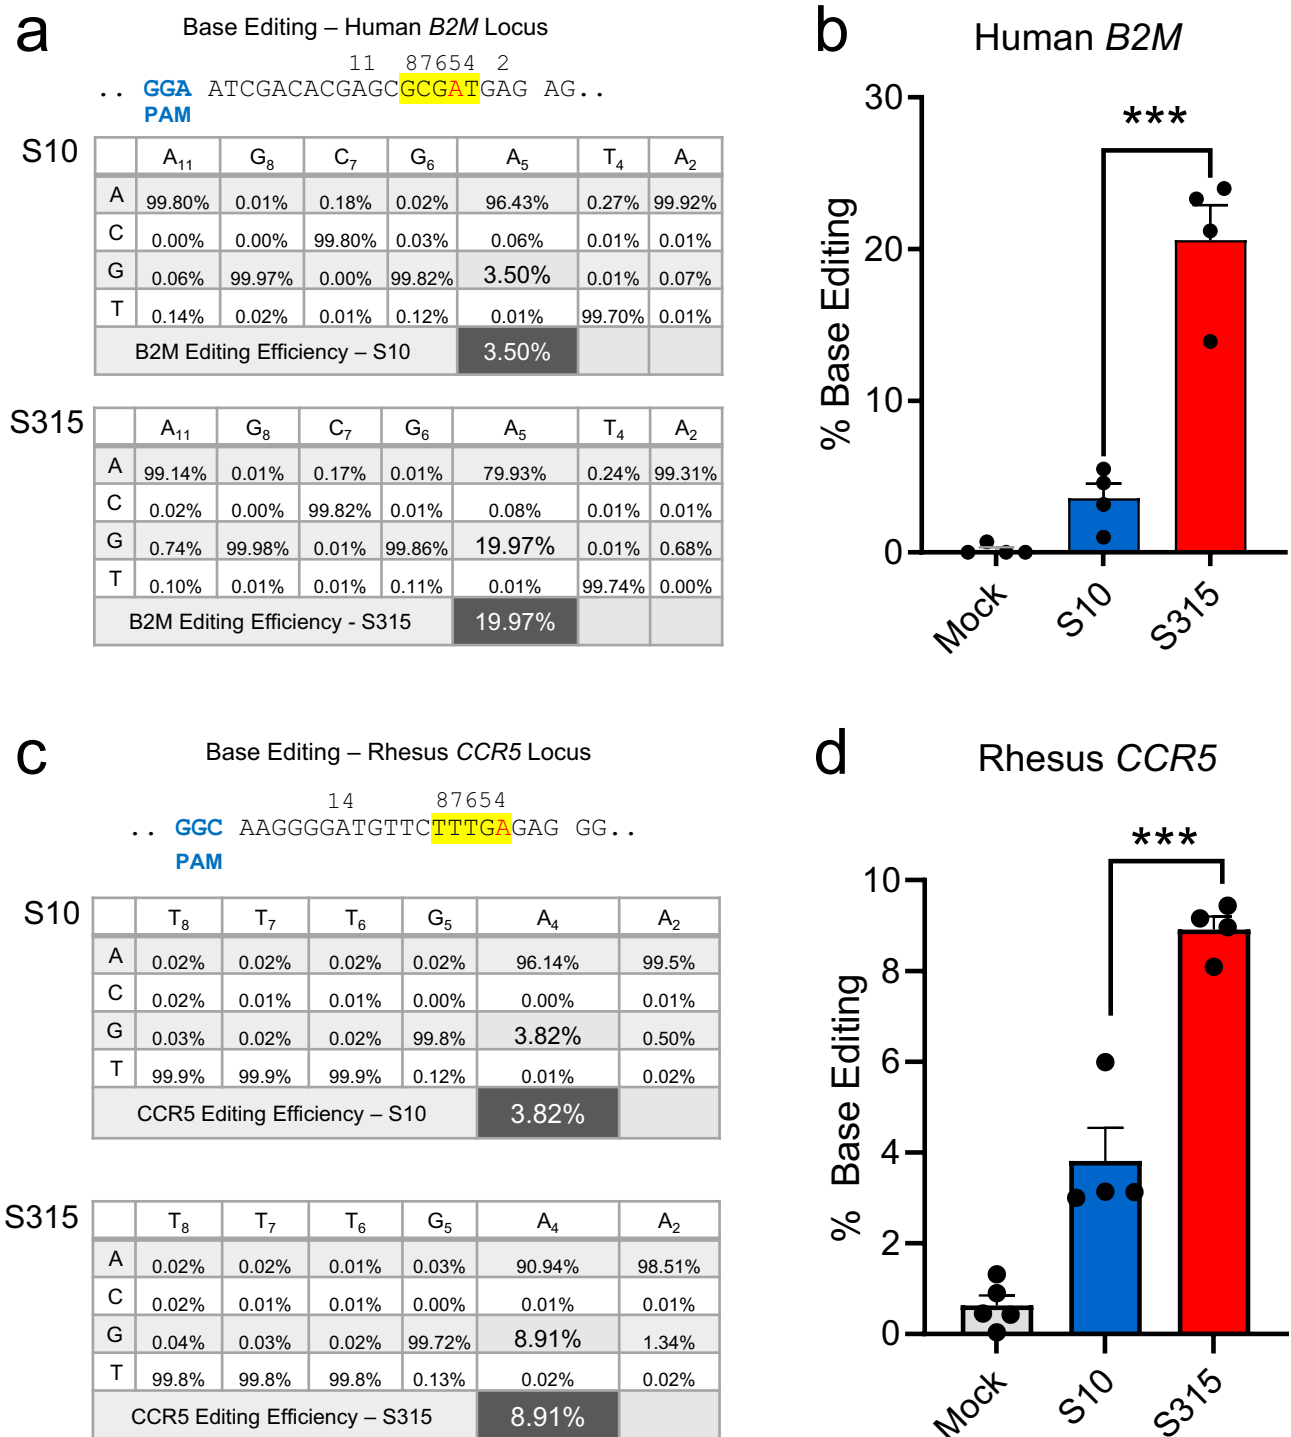 a
Base Editing – Human B2M Locus
11 87654 2
.. GGA ATCGACACGAGCGCGATGAG AG..
PAM
S10
A11 G8 C7 G6 A5 T4 A2
A 99.80% 0.01% 0.18% 0.02% 96.43% 0.27% 99.92%
C 0.00% 0.00% 99.80% 0.03% 0.06% 0.01% 0.01%
G 0.06% 99.97% 0.00% 99.82% 3.50% 0.01% 0.07%
T 0.14% 0.02% 0.01% 0.12% 0.01% 99.70% 0.01%
B2M Editing Efficiency – S10 3.50%
S315
A11 G8 C7 G6 A5 T4 A2
A 99.14% 0.01% 0.17% 0.01% 79.93% 0.24% 99.31%
C 0.02% 0.00% 99.82% 0.01% 0.08% 0.01% 0.01%
G 0.74% 99.98% 0.01% 99.86% 19.97% 0.01% 0.68%
T 0.10% 0.01% 0.01% 0.11% 0.01% 99.74% 0.00%
B2M Editing Efficiency - S315 19.97%
b
Human B2M
% Base Editing
30
20
10
0
***
Mock
S10
S315
c
Base Editing – Rhesus CCR5 Locus
14 87654
.. GGC AAGGGGATGTTCTTTGAGAG GG..
PAM
S10
T8 T7 T6 G5 A4 A2
A 0.02% 0.02% 0.02% 0.02% 96.14% 99.5%
C 0.02% 0.01% 0.01% 0.00% 0.00% 0.01%
G 0.03% 0.02% 0.02% 99.8% 3.82% 0.50%
T 99.9% 99.9% 99.9% 0.12% 0.01% 0.02%
CCR5 Editing Efficiency – S10 3.82%
S315
T8 T7 T6 G5 A4 A2
A 0.02% 0.02% 0.01% 0.03% 90.94% 98.51%
C 0.02% 0.01% 0.01% 0.00% 0.01% 0.01%
G 0.04% 0.03% 0.02% 99.72% 8.91% 1.34%
T 99.8% 99.8% 99.8% 0.13% 0.02% 0.02%
CCR5 Editing Efficiency – S315 8.91%
d
Rhesus CCR5
% Base Editing
10
8
6
4
2
0
***
Mock
S10
S315